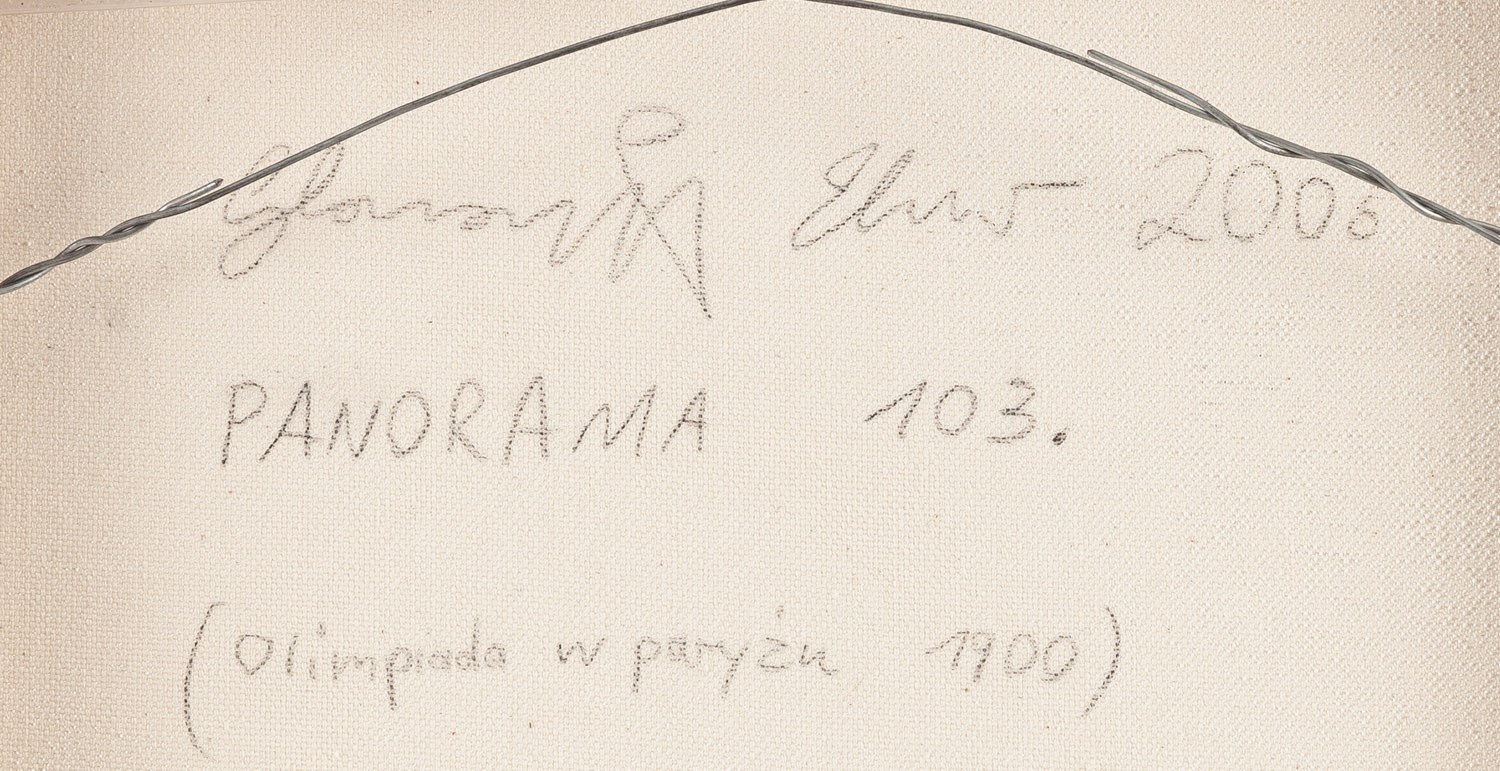 2006
PANORAMA 103.
(Olimpiada w paryżu 1900)